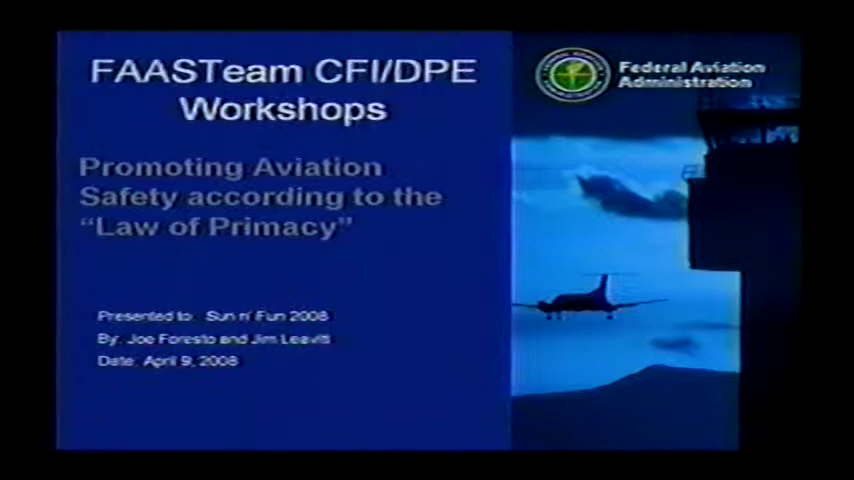 FAASTeam CFI/DPE
Workshops
Federal Aviation
Administration
Promoting Aviation
Safety according to the
“Law of Primacy”
Presented to: Sun n' Fun 2008
By: Joe Foresto and Jim Leavitt
Date: April 9, 2008